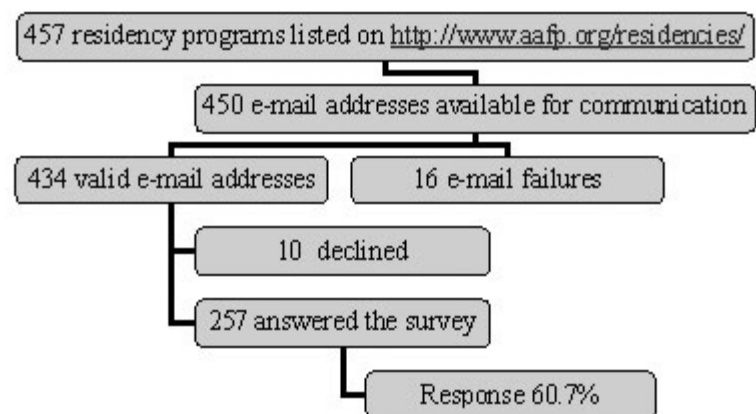 457 residency programs listed on http://www.aafp.org/residencies/
450 e-mail addresses available for communication
434 valid e-mail addresses
16 e-mail failures
10 declined
257 answered the survey
Response 60.7%